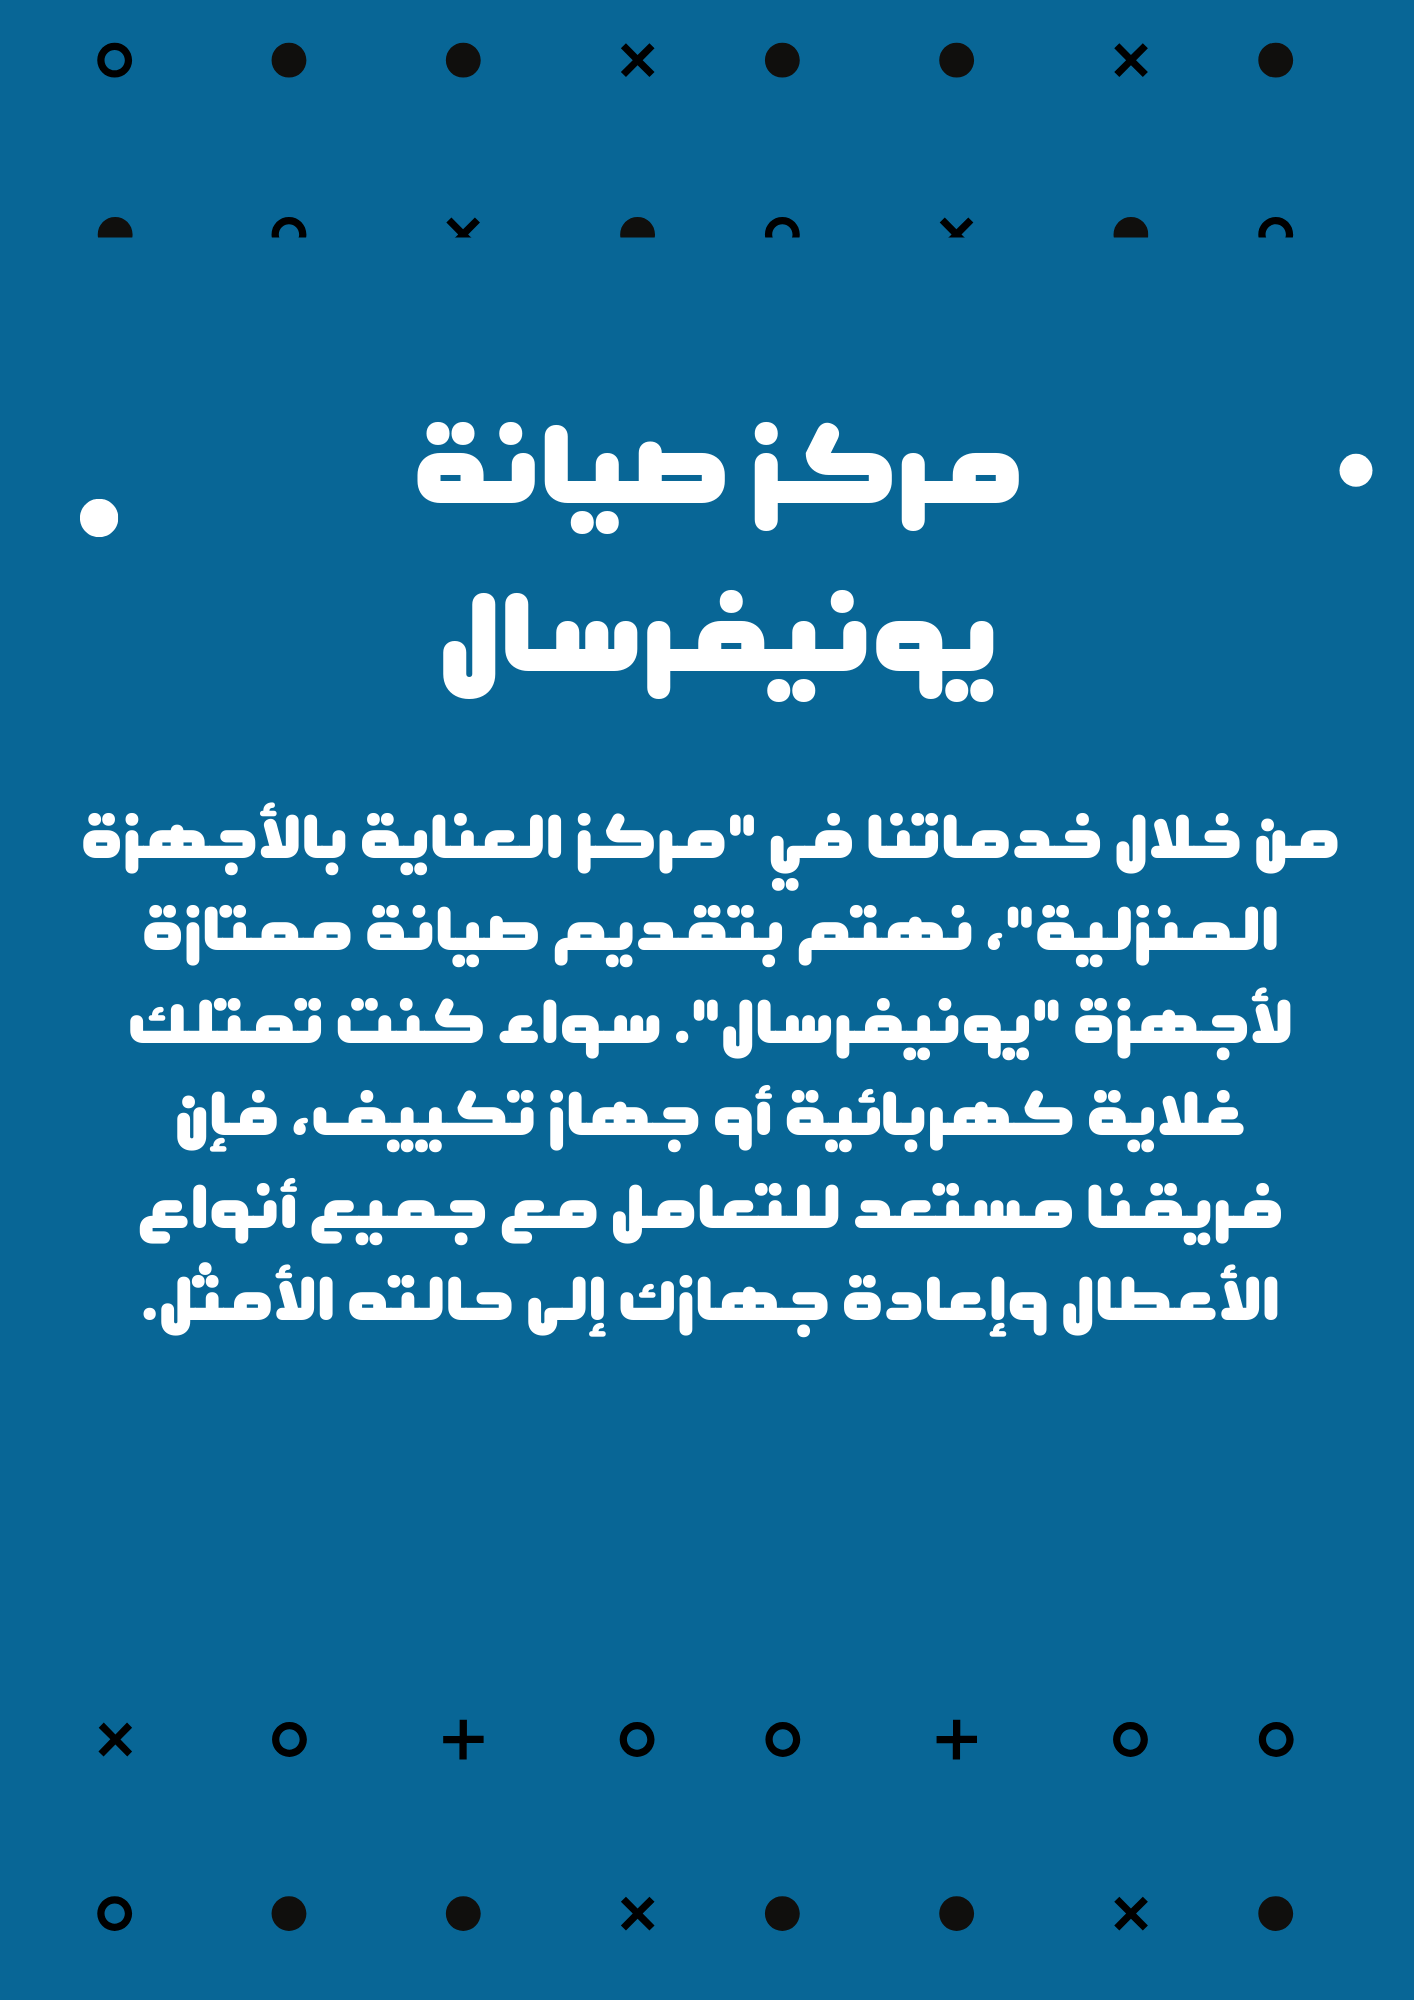 مركز صيانة
يونيفرسال
من خلال خدماتنا في "مركز العناية بالأجهزة
المنزلية"، نهتم بتقديم صيانة ممتازة
لأجهزة "يونيفرسال". سواء كنت تمتلك
غلاية كهربائية أو جهاز تكييف، فإن
فريقنا مستعد للتعامل مع جميع أنواع
الأعطال وإعادة جهازك إلى حالته الأمثل.